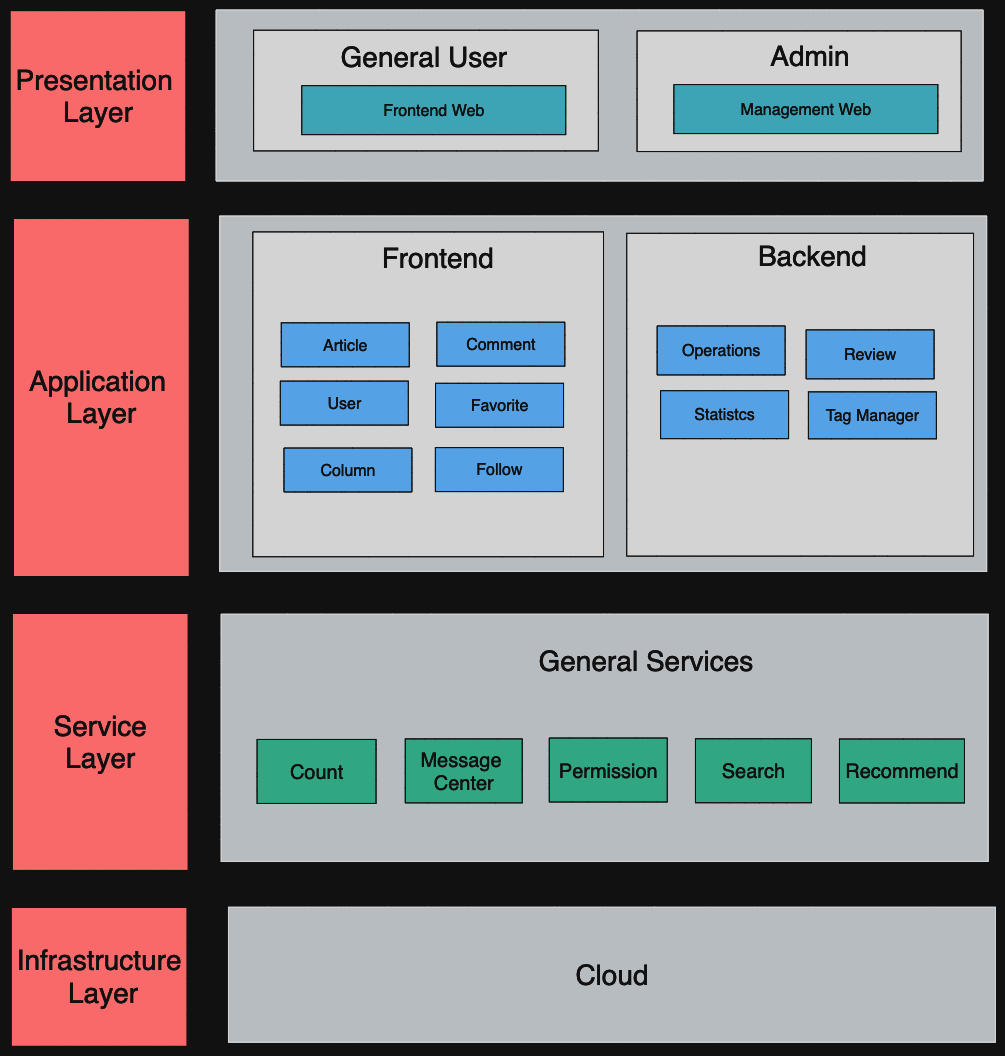 Presentation
Layer
General User
Frontend Web
Admin
Management Web
Application
Layer
Frontend
Article
Comment
User
Favorite
Column
Follow
Backend
Operations
Review
Statistcs
Tag Manager
Service
Layer
General Services
Count
Message
Center
Permission
Search
Recommend
Infrastructure
Layer
Cloud